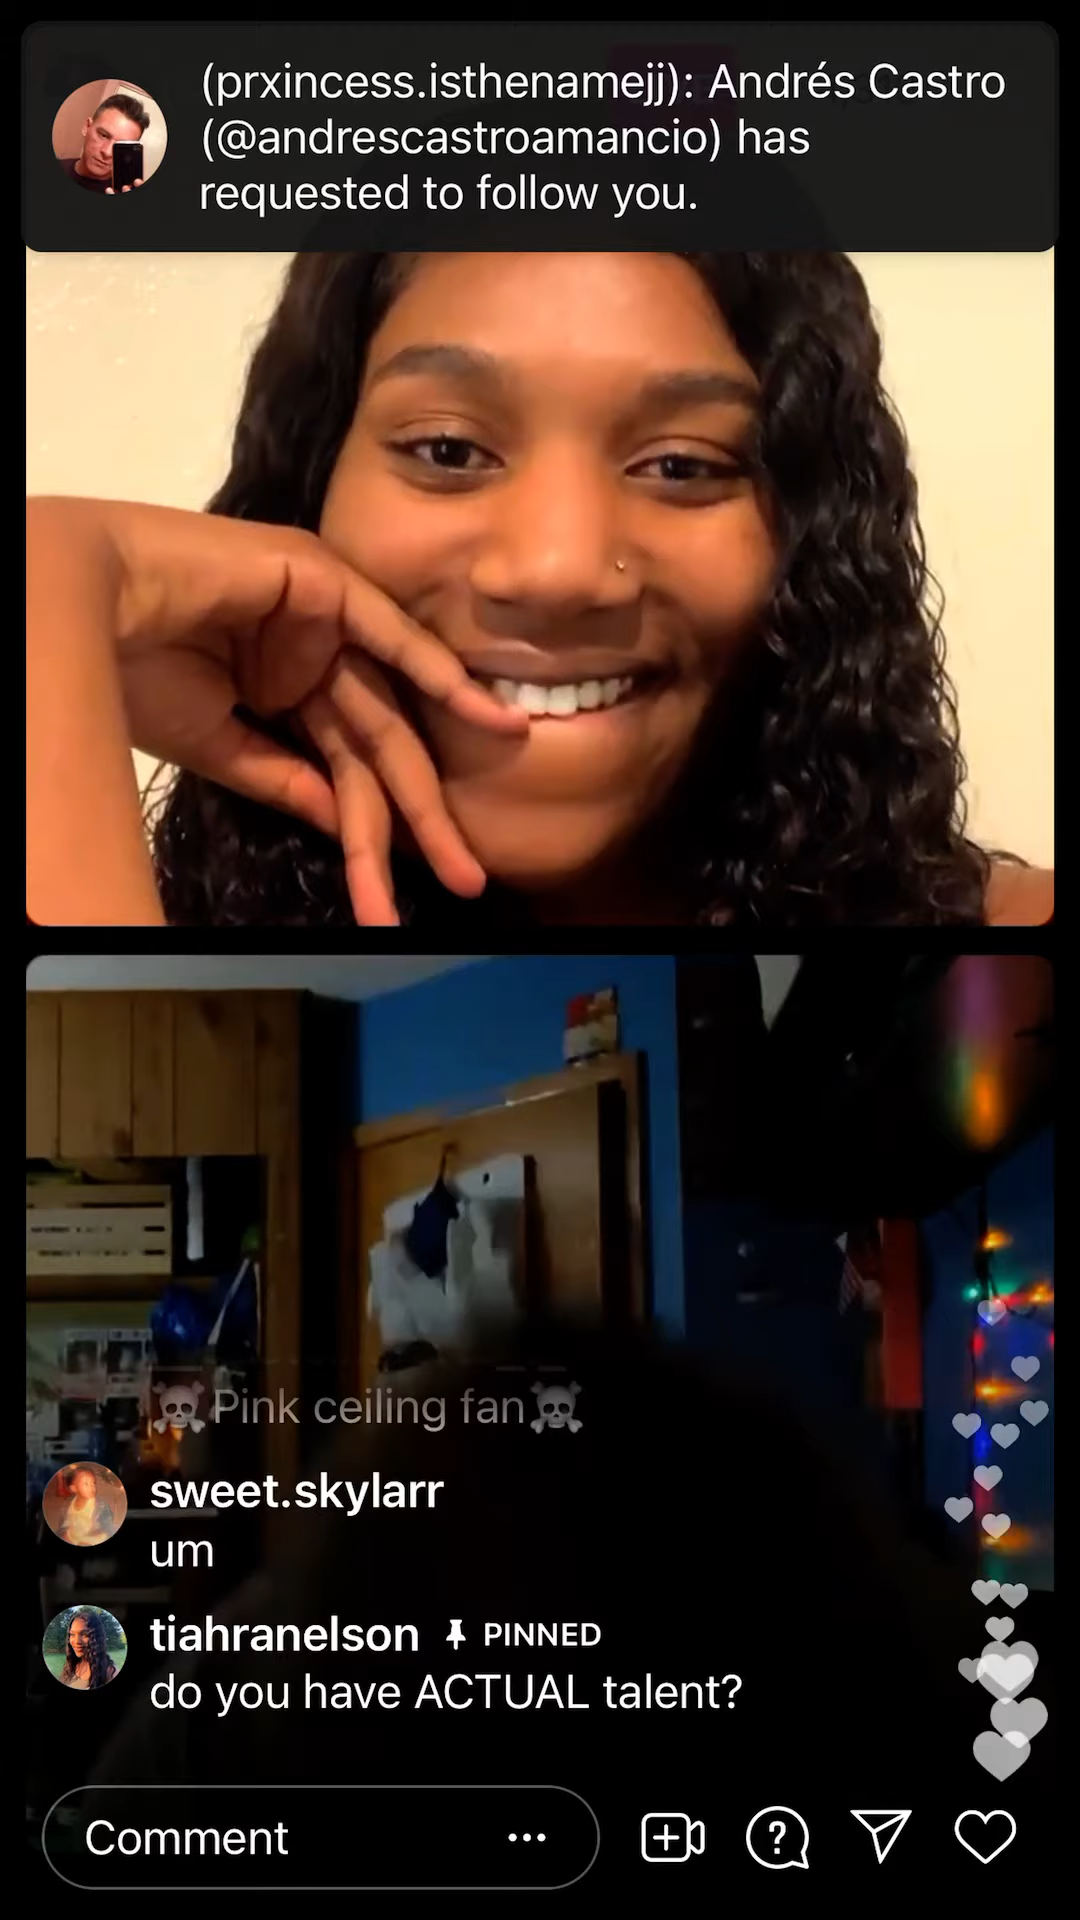 (prxincess.isthenamejj): Andrés Castro
(@andrescastroamancio) has
requested to follow you.
☠️Pink ceiling fan☠️
sweet.skylarr
um
tiahranelson PINNED
do you have ACTUAL talent?
Comment